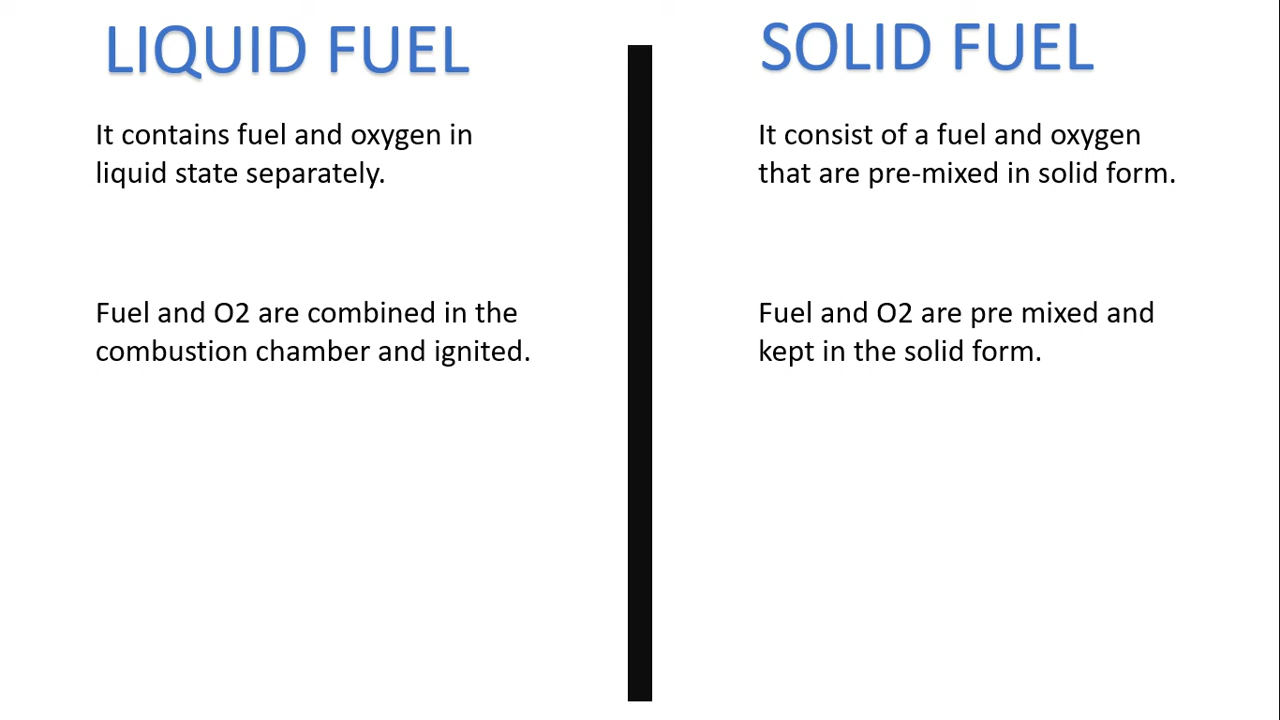 LIQUID FUEL
It contains fuel and oxygen in
liquid state separately.
Fuel and O2 are combined in the
combustion chamber and ignited.
SOLID FUEL
It consist of a fuel and oxygen
that are pre-mixed in solid form.
Fuel and O2 are pre mixed and
kept in the solid form.